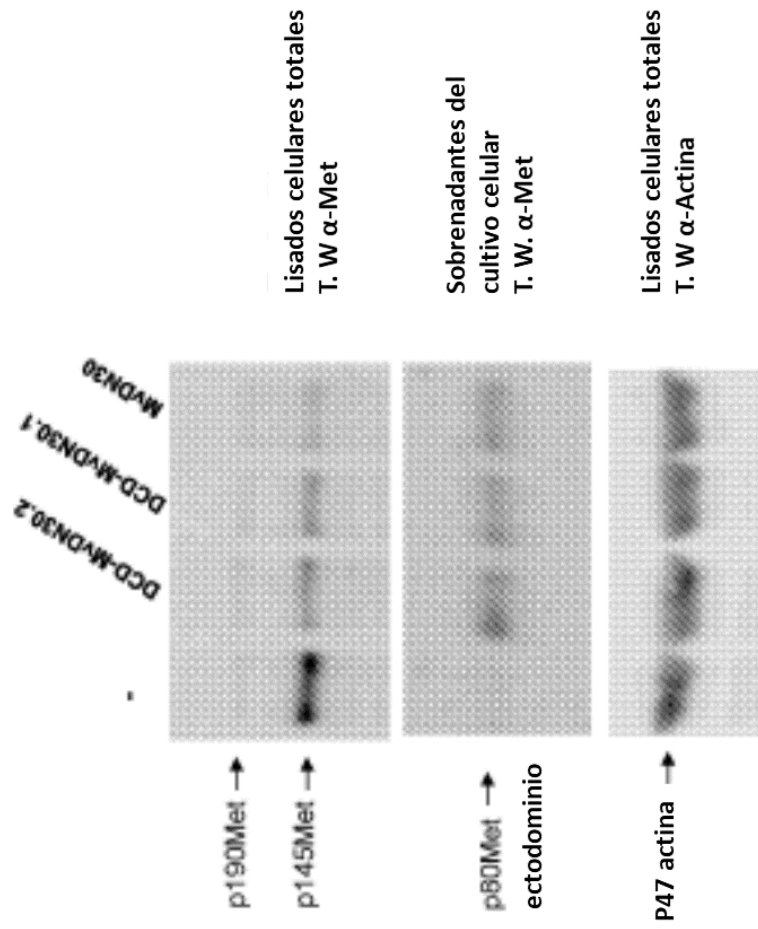 MvDN30
DCD-MvDN30.1
DCD-MvDN30.2
-
p190Met →
p145Met →
Lisados celulares totales
T. W α-Met
p80Met →
ectodominio
Sobrenadantes del
cultivo celular
T. W. α-Met
P47 actina →
Lisados celulares totales
T. W α-Actina